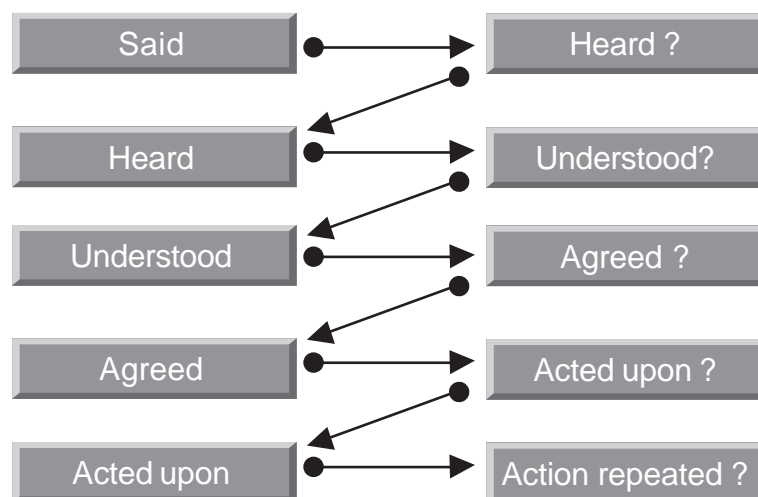 Said
Heard ?
Heard
Understood?
Understood
Agreed ?
Agreed
Acted upon ?
Acted upon
Action repeated ?